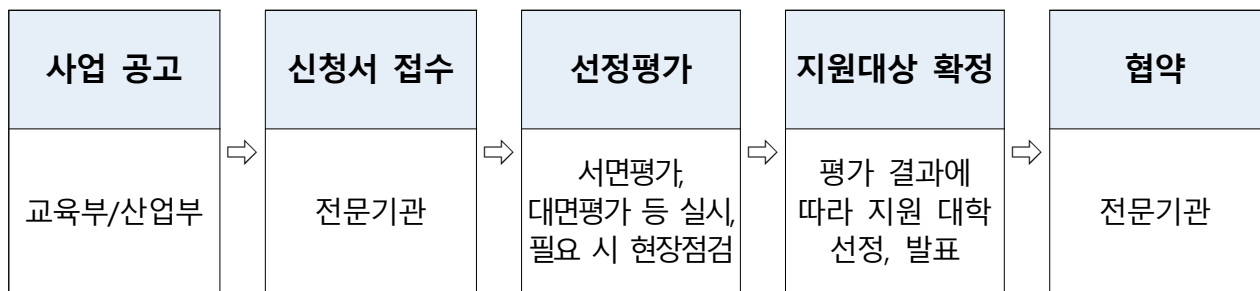 사업 공고
교육부/산업부
⇨
신청서 접수
전문기관
⇨
선정평가
서면평가,
대면평가 등 실시,
필요 시 현장점검
⇨
지원대상 확정
평가 결과에
따라 지원 대학
선정, 발표
⇨
협약
전문기관